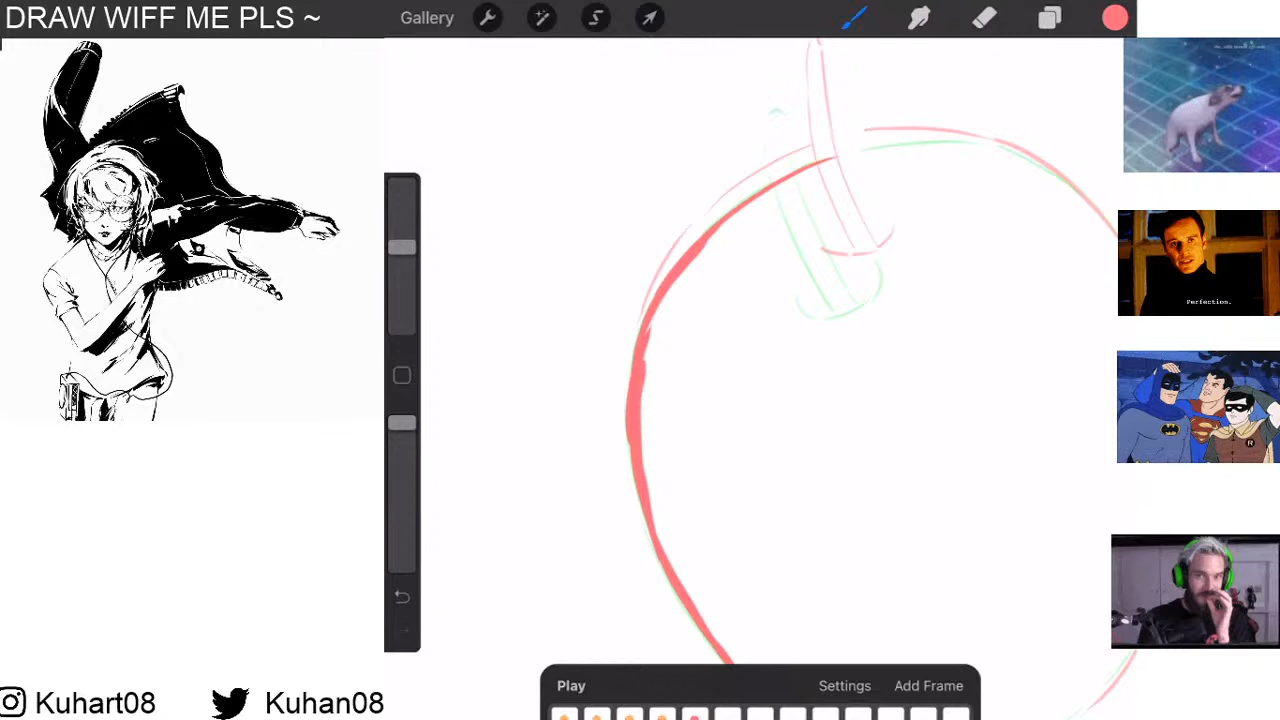 DRAW WIFF ME PLS ~
Gallery
Perfection.
R
Play
Settings
Add Frame
Kuhart08
Kuhan08